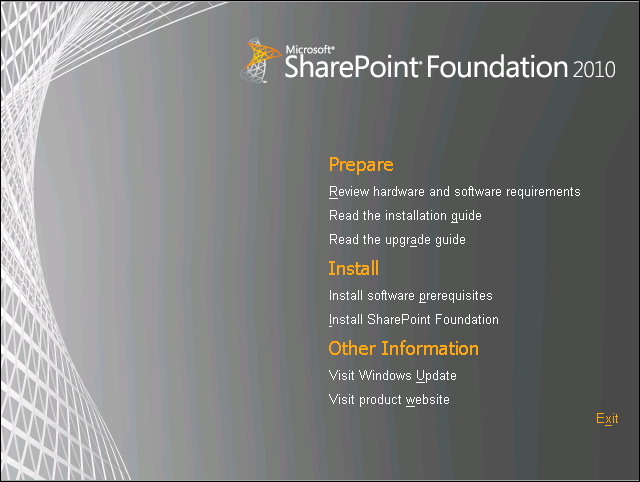 Microsoft®
SharePoint® Foundation 2010
Prepare
Review hardware and software requirements
Read the installation guide
Read the upgrade guide
Install
Install software prerequisites
Install SharePoint Foundation
Other Information
Visit Windows Update
Visit product website
Exit